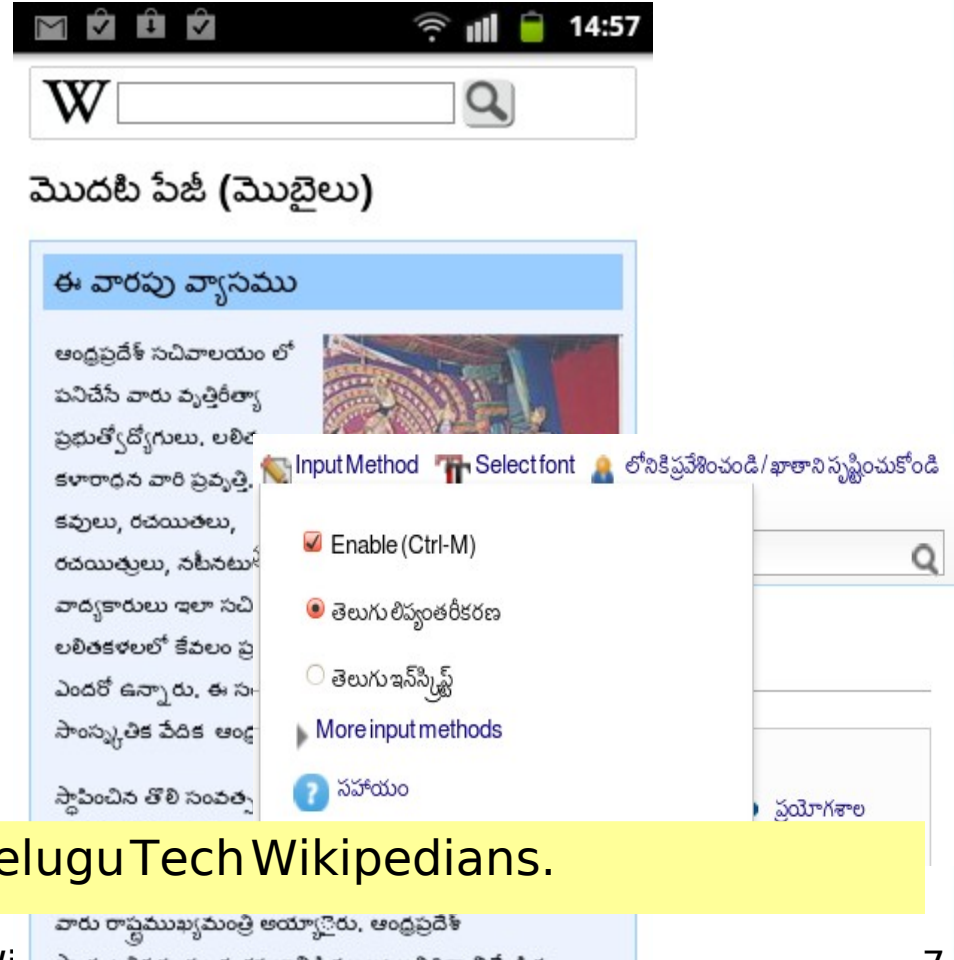 14:57
W
మొదటి పేజీ (మొబైలు)
ఈ వారపు వ్యాసము
ఆంధ్రప్రదేశ్ సచివాలయం లో
పనిచేసే వారు వృత్తిరీత్యా
ప్రభుత్వోద్యోగులు. లలిత
కళారాధన వారి ప్రవృత్తి.
కవులు, రచయితలు,
రచయిత్రులు, నటీనటు
వాద్యకారులు ఇలా సచి
లలితకళలలో కేవలం ప్ర
ఎందరో ఉన్నారు. ఈ స
సాంస్కృతిక వేదిక ఆంధ్ర
స్థాపించిన తొలి సంవత్స
Input Method Select font లోనికి ప్రవేశించండి / ఖాతాని సృష్టించుకోండి
Enable (Ctrl-M)
తెలుగు లిప్యంతరీకరణ
తెలుగు ఇన్‌స్క్రిప్ట్
More input methods
సహాయం
ప్రయోగశాల
elugu Tech Wikipedians.
వారు రాష్ట్రముఖ్యమంత్రి అయ్యారు. ఆంధ్రప్రదేశ్
7